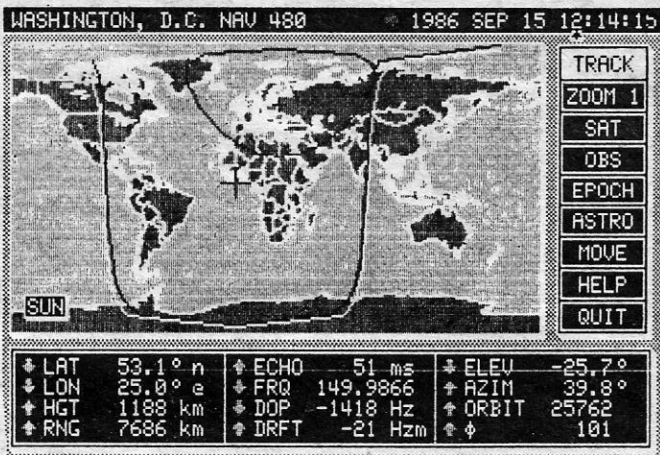 WASHINGTON, D.C. NAV 480 1986 SEP 15 12:14:15
TRACK
ZOOM 1
SAT
OBS
EPOCH
ASTRO
MOVE
HELP
QUIT
SUN
LAT 53.1° n
LON 25.0° e
HGT 1188 km
RNG 7686 km
ECHO 51 ms
FRQ 149.9866
DOP -1418 Hz
DRFT -21 Hzm
ELEV -25.7°
AZIM 39.8°
ORBIT 25762
ϕ 101